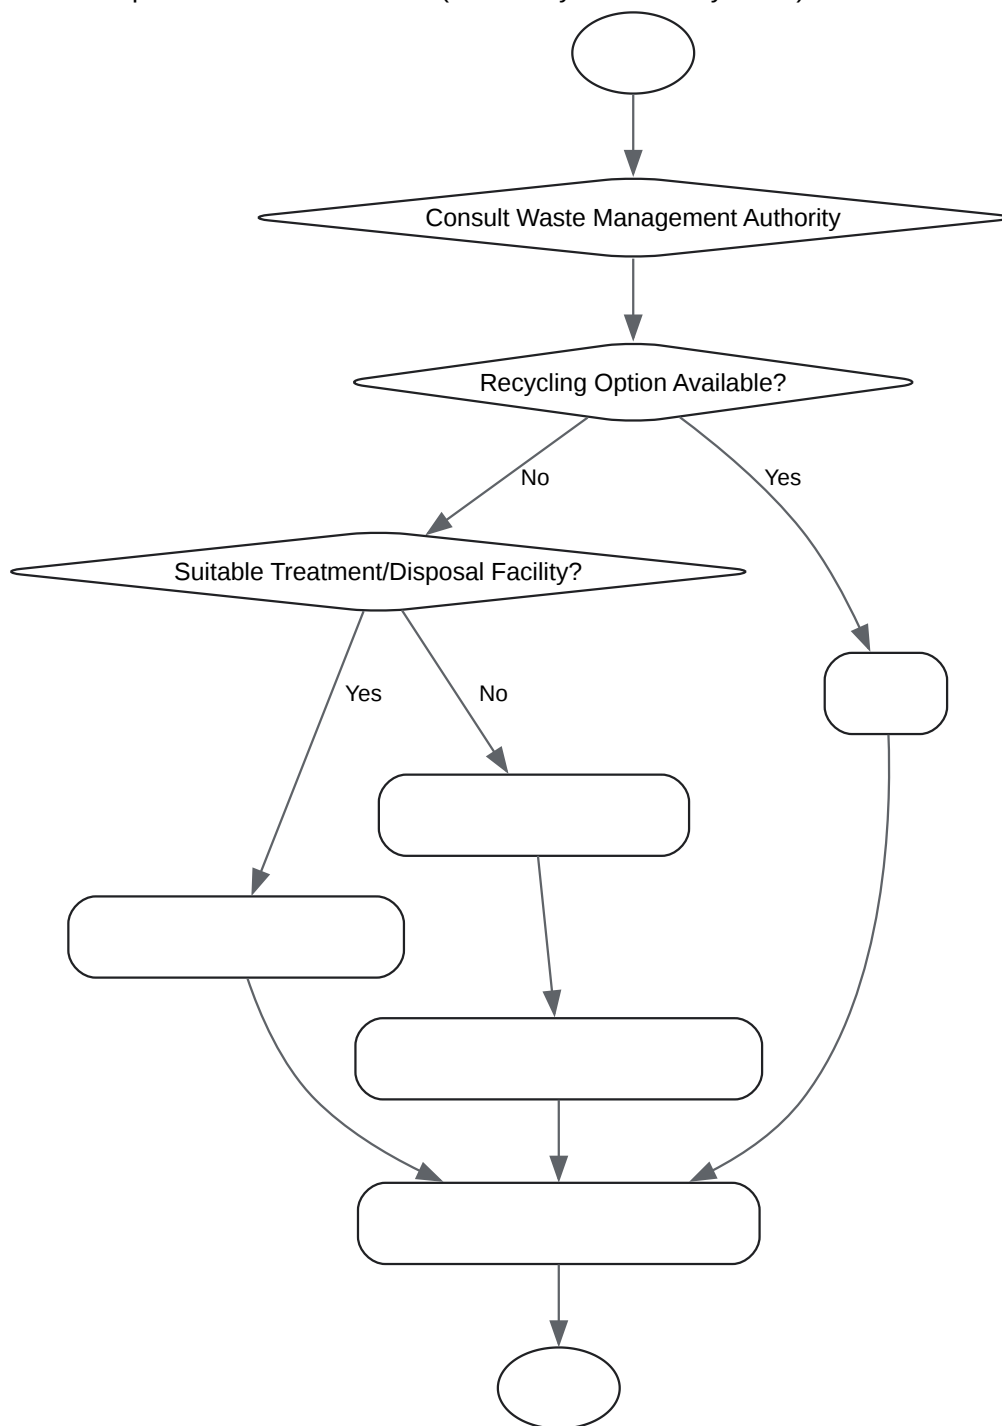 Consult Waste Management Authority
Recycling Option Available?
No
Yes
Suitable Treatment/Disposal Facility?
Yes
No